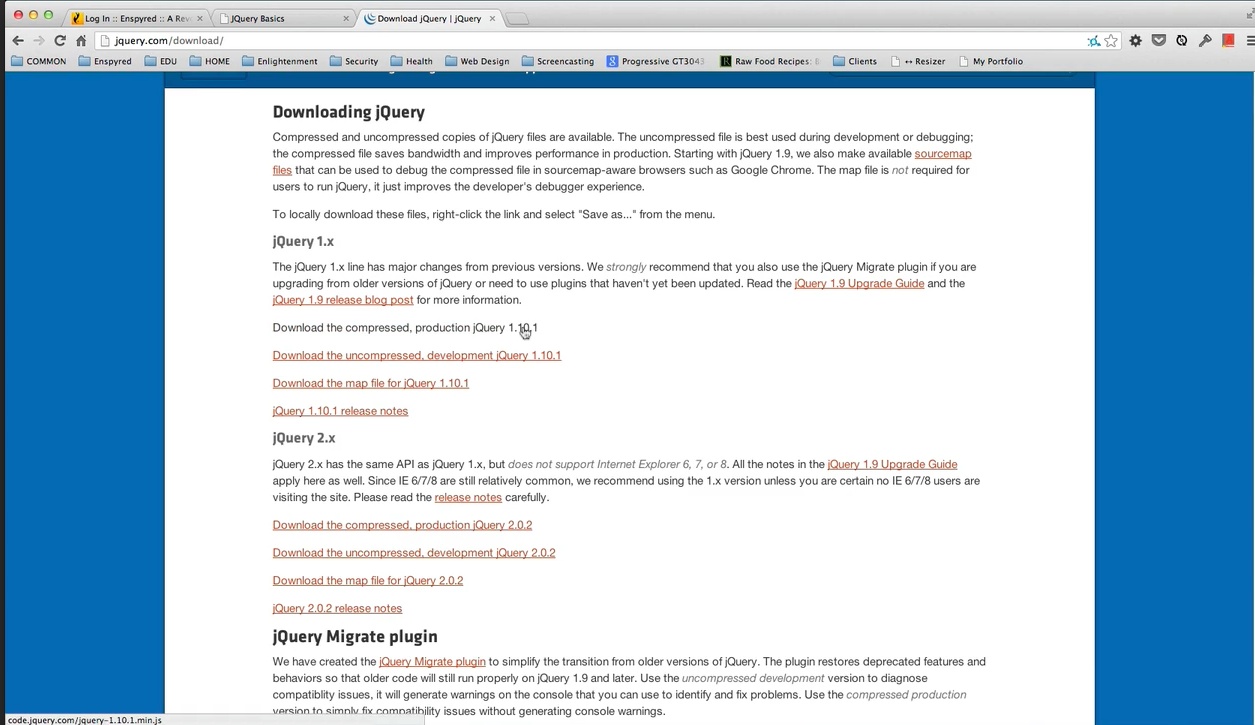 Log In :: Enspyred :: A Rev
JQuery Basics
Download jQuery | jQuery
jquery.com/download/
COMMON
Enspyred
EDU
HOME
Enlightenment
Security
Health
Web Design
Screencasting
Progressive GT3043
Raw Food Recipes:
Clients
↔ Resizer
My Portfolio
Downloading jQuery
Compressed and uncompressed copies of jQuery files are available. The uncompressed file is best used during development or debugging;
the compressed file saves bandwidth and improves performance in production. Starting with jQuery 1.9, we also make available sourcemap
files that can be used to debug the compressed file in sourcemap-aware browsers such as Google Chrome. The map file is not required for
users to run jQuery, it just improves the developer's debugger experience.
To locally download these files, right-click the link and select "Save as..." from the menu.
jQuery 1.x
The jQuery 1.x line has major changes from previous versions. We strongly recommend that you also use the jQuery Migrate plugin if you are
upgrading from older versions of jQuery or need to use plugins that haven't yet been updated. Read the jQuery 1.9 Upgrade Guide and the
jQuery 1.9 release blog post for more information.
Download the compressed, production jQuery 1.10.1
Download the uncompressed, development jQuery 1.10.1
Download the map file for jQuery 1.10.1
jQuery 1.10.1 release notes
jQuery 2.x
jQuery 2.x has the same API as jQuery 1.x, but does not support Internet Explorer 6, 7, or 8. All the notes in the jQuery 1.9 Upgrade Guide
apply here as well. Since IE 6/7/8 are still relatively common, we recommend using the 1.x version unless you are certain no IE 6/7/8 users are
visiting the site. Please read the release notes carefully.
Download the compressed, production jQuery 2.0.2
Download the uncompressed, development jQuery 2.0.2
Download the map file for jQuery 2.0.2
jQuery 2.0.2 release notes
jQuery Migrate plugin
We have created the jQuery Migrate plugin to simplify the transition from older versions of jQuery. The plugin restores deprecated features and
behaviors so that older code will still run properly on jQuery 1.9 and later. Use the uncompressed development version to diagnose
compatiblity issues, it will generate warnings on the console that you can use to identify and fix problems. Use the compressed production
version to simply fix compatibility issues without generating console warnings.
code.jquery.com/jquery-1.10.1.min.js